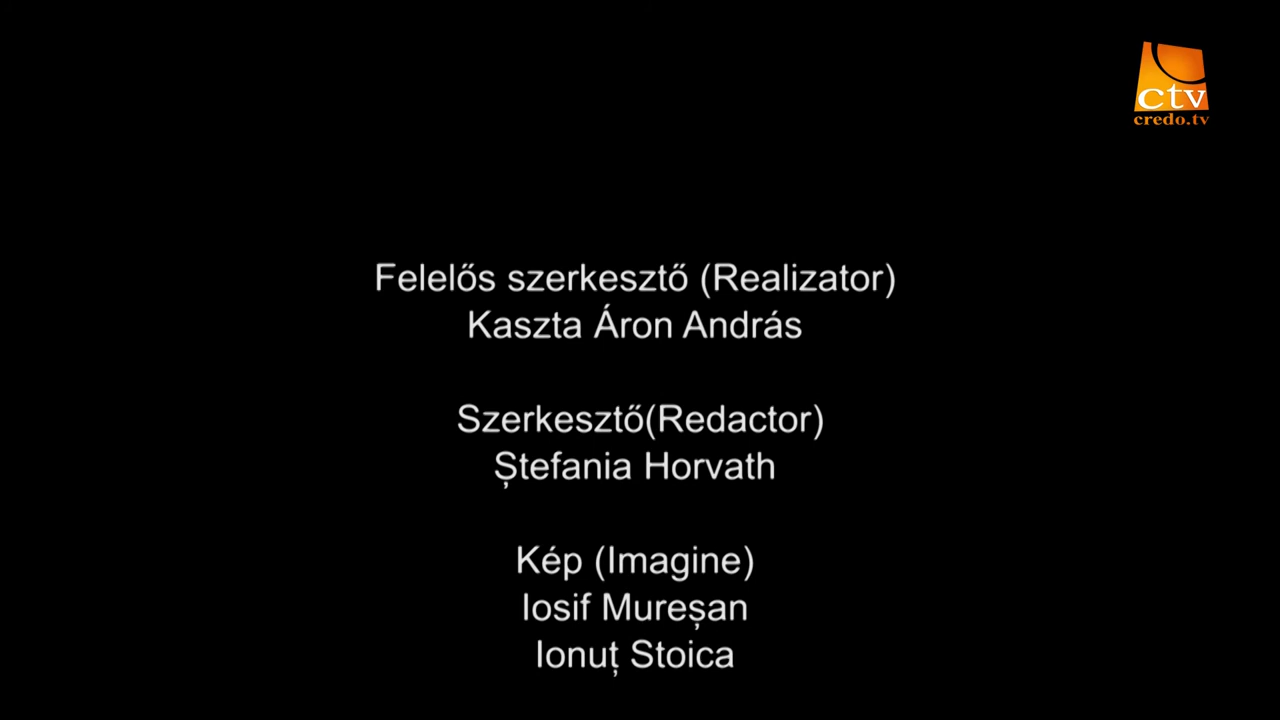 ctv
credo.tv
Felelős szerkesztő (Realizator)
Kaszta Áron András
Szerkesztő(Redactor)
Ștefania Horvath
Kép (Imagine)
Iosif Mureșan
Ionuț Stoica